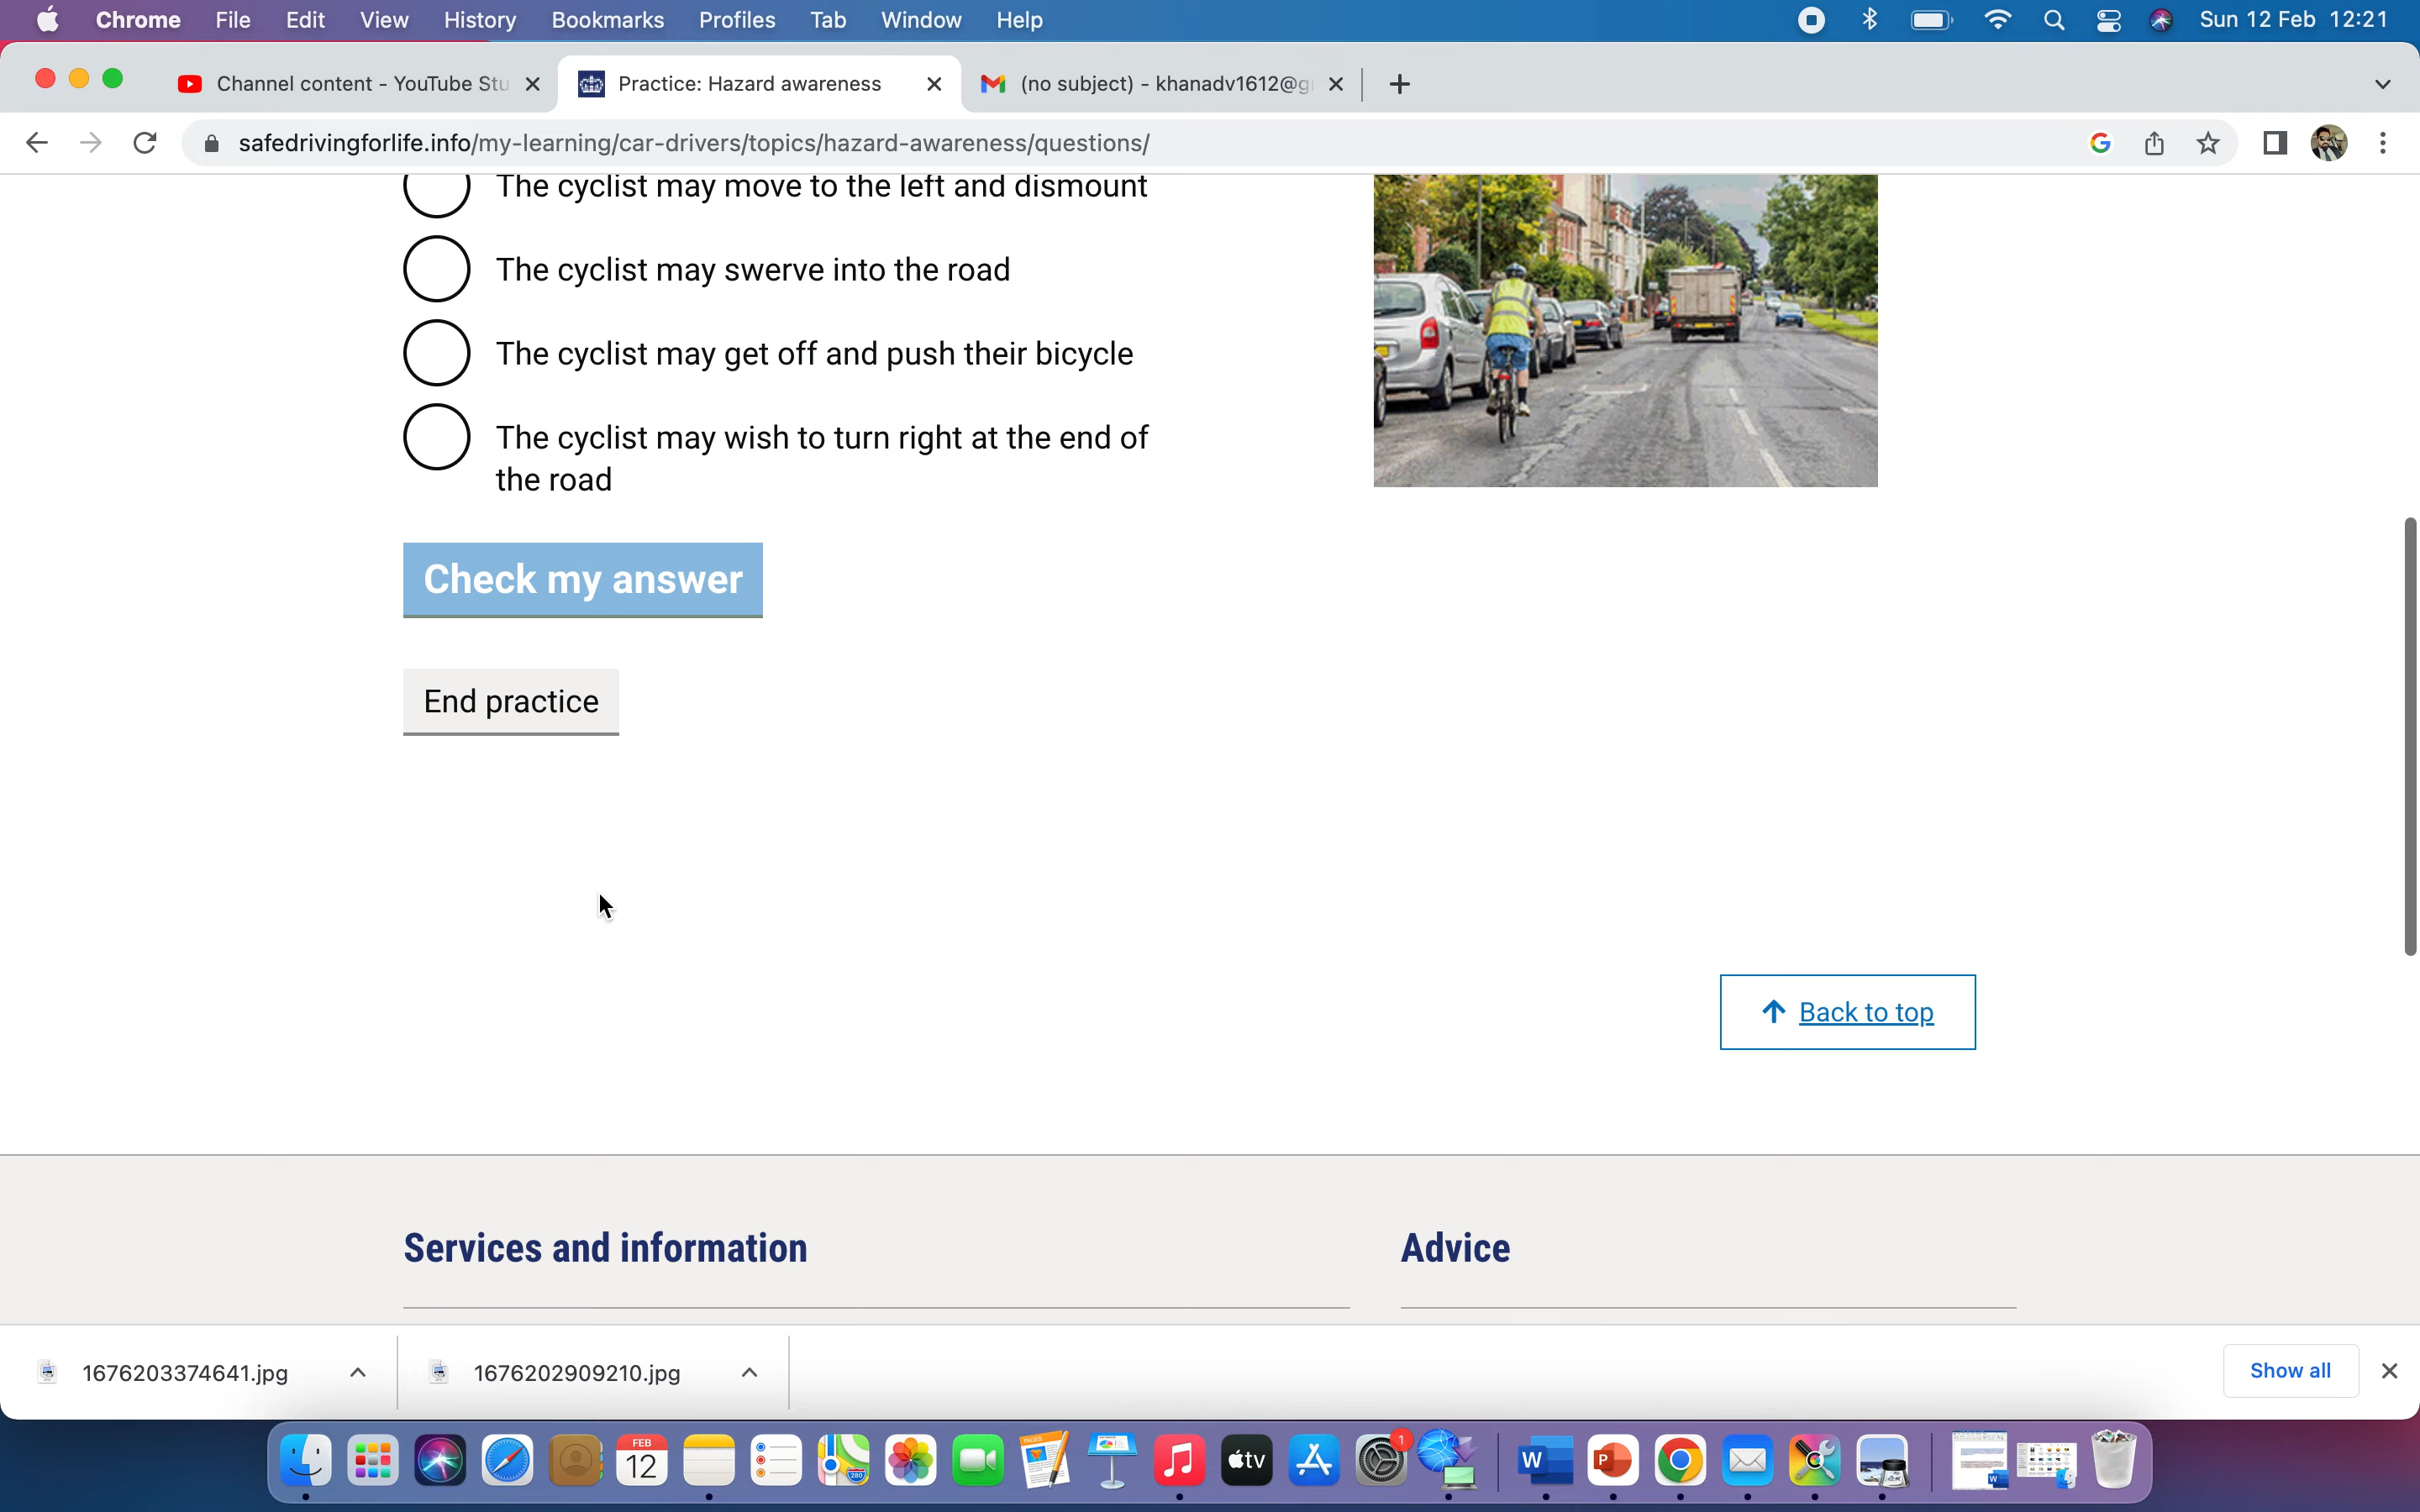 Chrome File Edit View History Bookmarks Profiles Tab Window Help Sun 12 Feb 12:21
Channel content - YouTube Stu Practice: Hazard awareness (no subject) - khanadv1612@g
safedrivingforlife.info/my-learning/car-drivers/topics/hazard-awareness/questions/
The cyclist may move to the left and dismount
The cyclist may swerve into the road
The cyclist may get off and push their bicycle
The cyclist may wish to turn right at the end of
the road
Check my answer
End practice
Back to top
Services and information Advice
1676203374641.jpg 1676202909210.jpg Show all
FEB
12
PAGES
280
tv
1
W
P
W